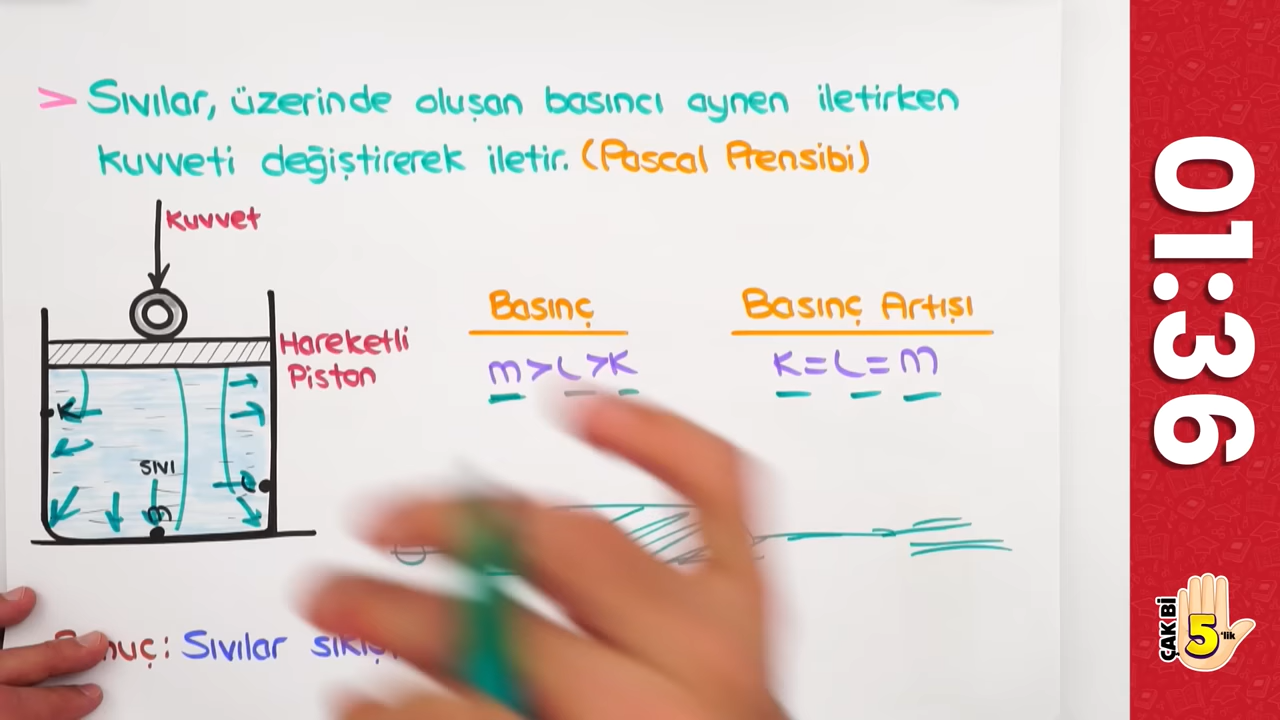 > Sıvılar, üzerinde oluşan basıncı aynen iletirken
kuvveti değiştirerek iletir. (Pascal Prensibi)
Kuvvet
Hareketli
Piston
K
SIVI
L
m
Basınç
m>L>K
Basınç Artışı
K=L=m
Sıvılar
01:36
ÇAK Bİ
5'lik